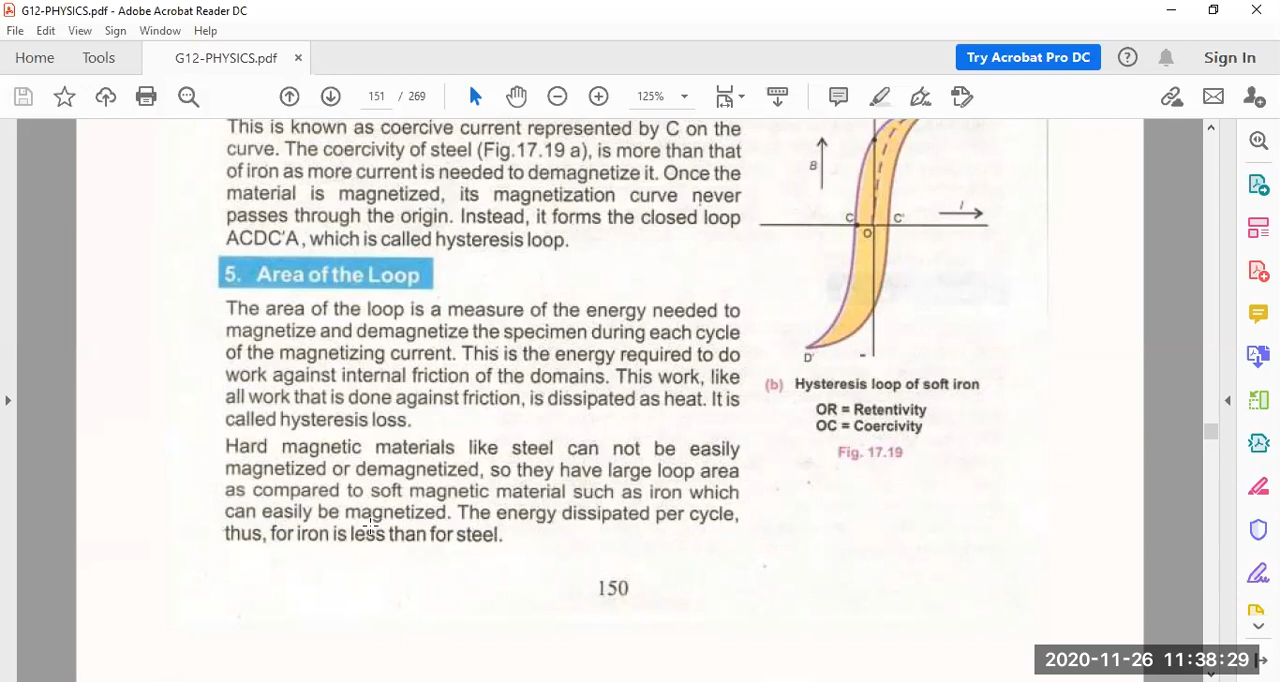 G12-PHYSICS.pdf - Adobe Acrobat Reader DC
File Edit View Sign Window Help
Home Tools G12-PHYSICS.pdf × Try Acrobat Pro DC Sign In
151 / 269 125%
This is known as coercive current represented by C on the
curve. The coercivity of steel (Fig.17.19 a), is more than that
of iron as more current is needed to demagnetize it. Once the
material is magnetized, its magnetization curve never
passes through the origin. Instead, it forms the closed loop
ACDC'A, which is called hysteresis loop.
5. Area of the Loop
The area of the loop is a measure of the energy needed to
magnetize and demagnetize the specimen during each cycle
of the magnetizing current. This is the energy required to do
work against internal friction of the domains. This work, like
all work that is done against friction, is dissipated as heat. It is
called hysteresis loss.
Hard magnetic materials like steel can not be easily
magnetized or demagnetized, so they have large loop area
as compared to soft magnetic material such as iron which
can easily be magnetized. The energy dissipated per cycle,
thus, for iron is less than for steel.
150
B
I
C C'
O
D'
-
(b) Hysteresis loop of soft iron
OR = Retentivity
OC = Coercivity
Fig. 17.19
2020-11-26 11:38:29